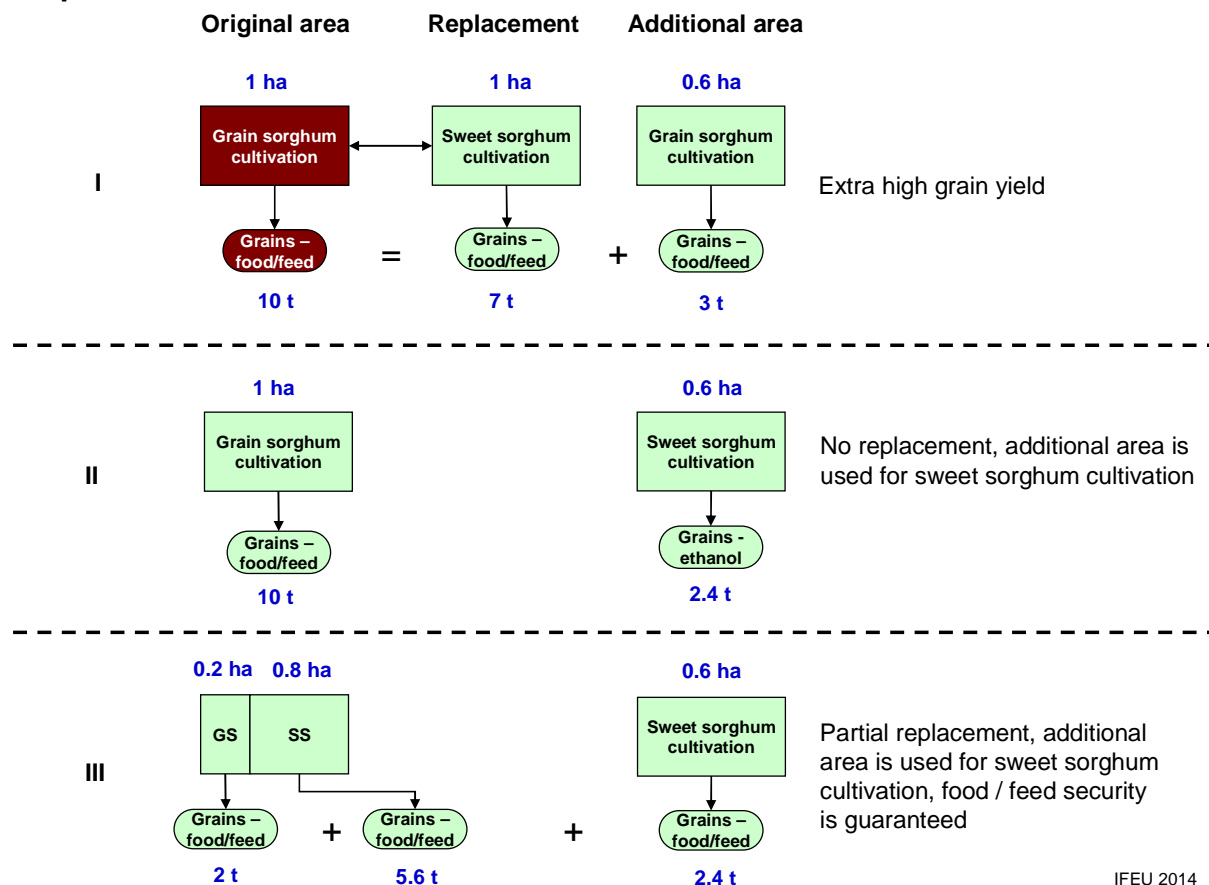 Original area
Replacement
Additional area
1 ha
1 ha
0.6 ha
Grain sorghum
cultivation
Sweet sorghum
cultivation
Grain sorghum
cultivation
I
Extra high grain yield
Grains –
food/feed
=
Grains –
food/feed
+
Grains –
food/feed
10 t
7 t
3 t
1 ha
0.6 ha
Grain sorghum
cultivation
Sweet sorghum
cultivation
No replacement, additional area is
used for sweet sorghum cultivation
II
Grains –
food/feed
Grains -
ethanol
10 t
2.4 t
0.2 ha
0.8 ha
0.6 ha
GS
SS
Sweet sorghum
cultivation
Partial replacement, additional
area is used for sweet sorghum
cultivation, food / feed security
is guaranteed
III
Grains –
food/feed
+
Grains –
food/feed
+
Grains –
food/feed
2 t
5.6 t
2.4 t
IFEU 2014